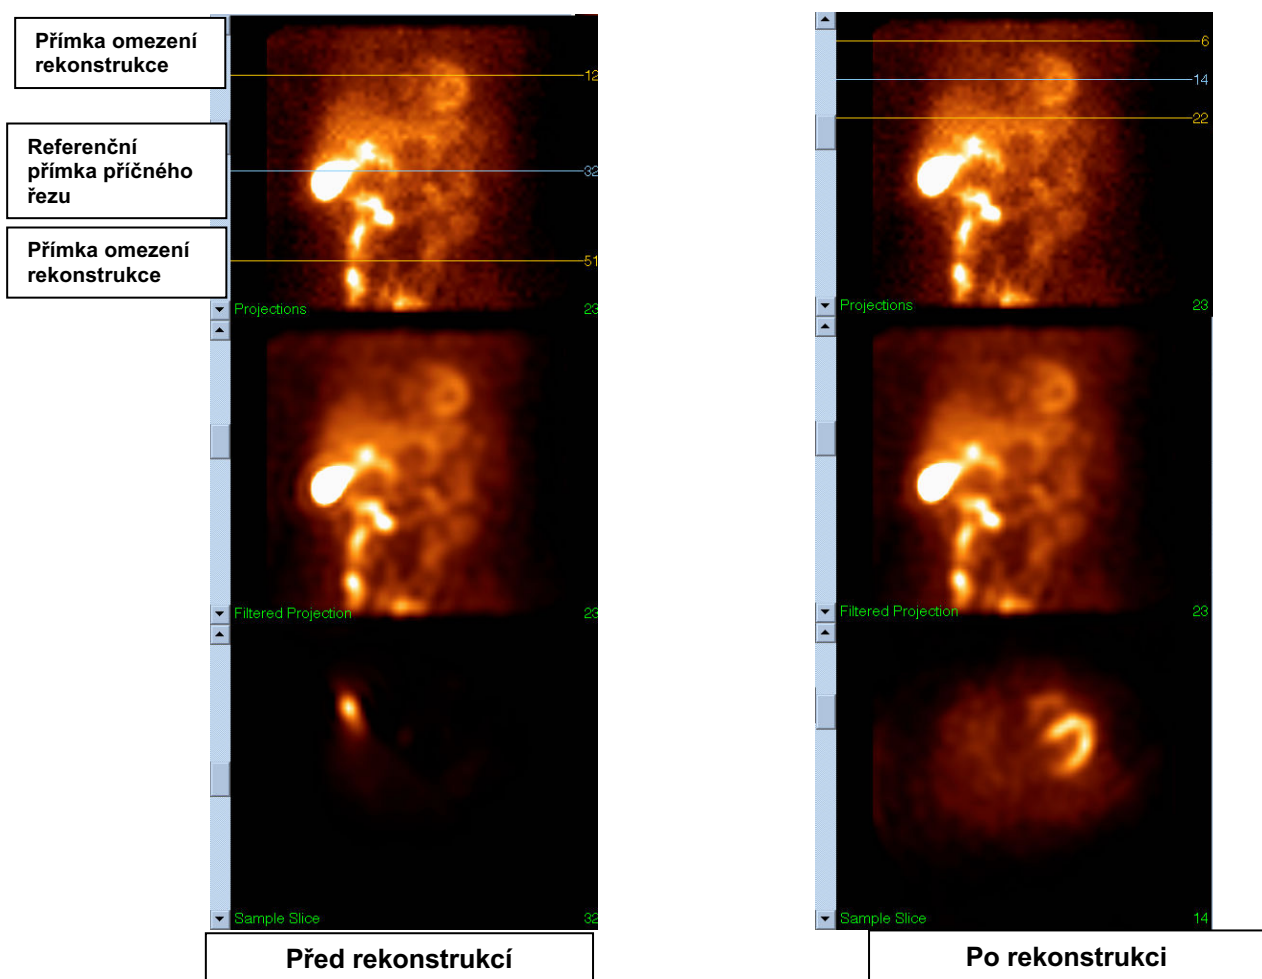 Přímka omezení
rekonstrukce
Referenční
přímka příčného
řezu
Přímka omezení
rekonstrukce
12
32
51
Projections 23
Filtered Projection 23
Sample Slice 32
Před rekonstrukcí
6
14
22
Projections 23
Filtered Projection 23
Sample Slice 14
Po rekonstrukci